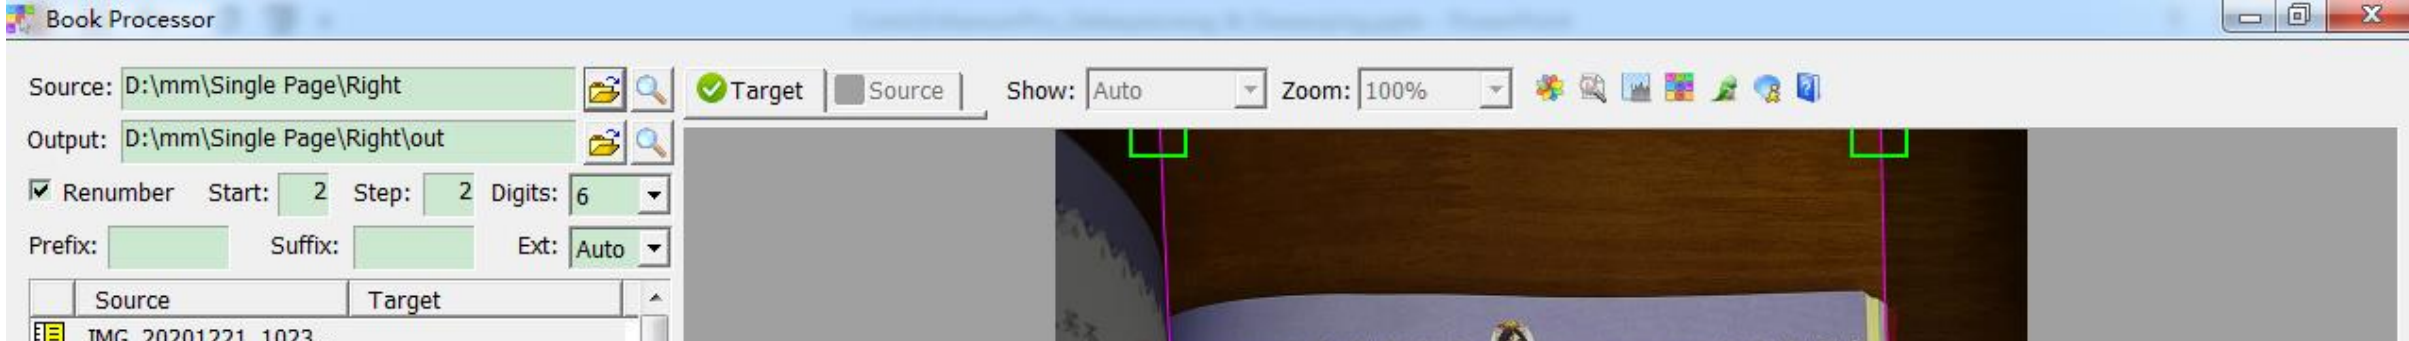 Book Processor
Source: D:\mm\Single Page\Right
Target Source Show: Auto Zoom: 100%
Output: D:\mm\Single Page\Right\out
Renumber Start: 2 Step: 2 Digits: 6
Prefix: Suffix: Ext: Auto
Source Target
IMG_20201221_1023